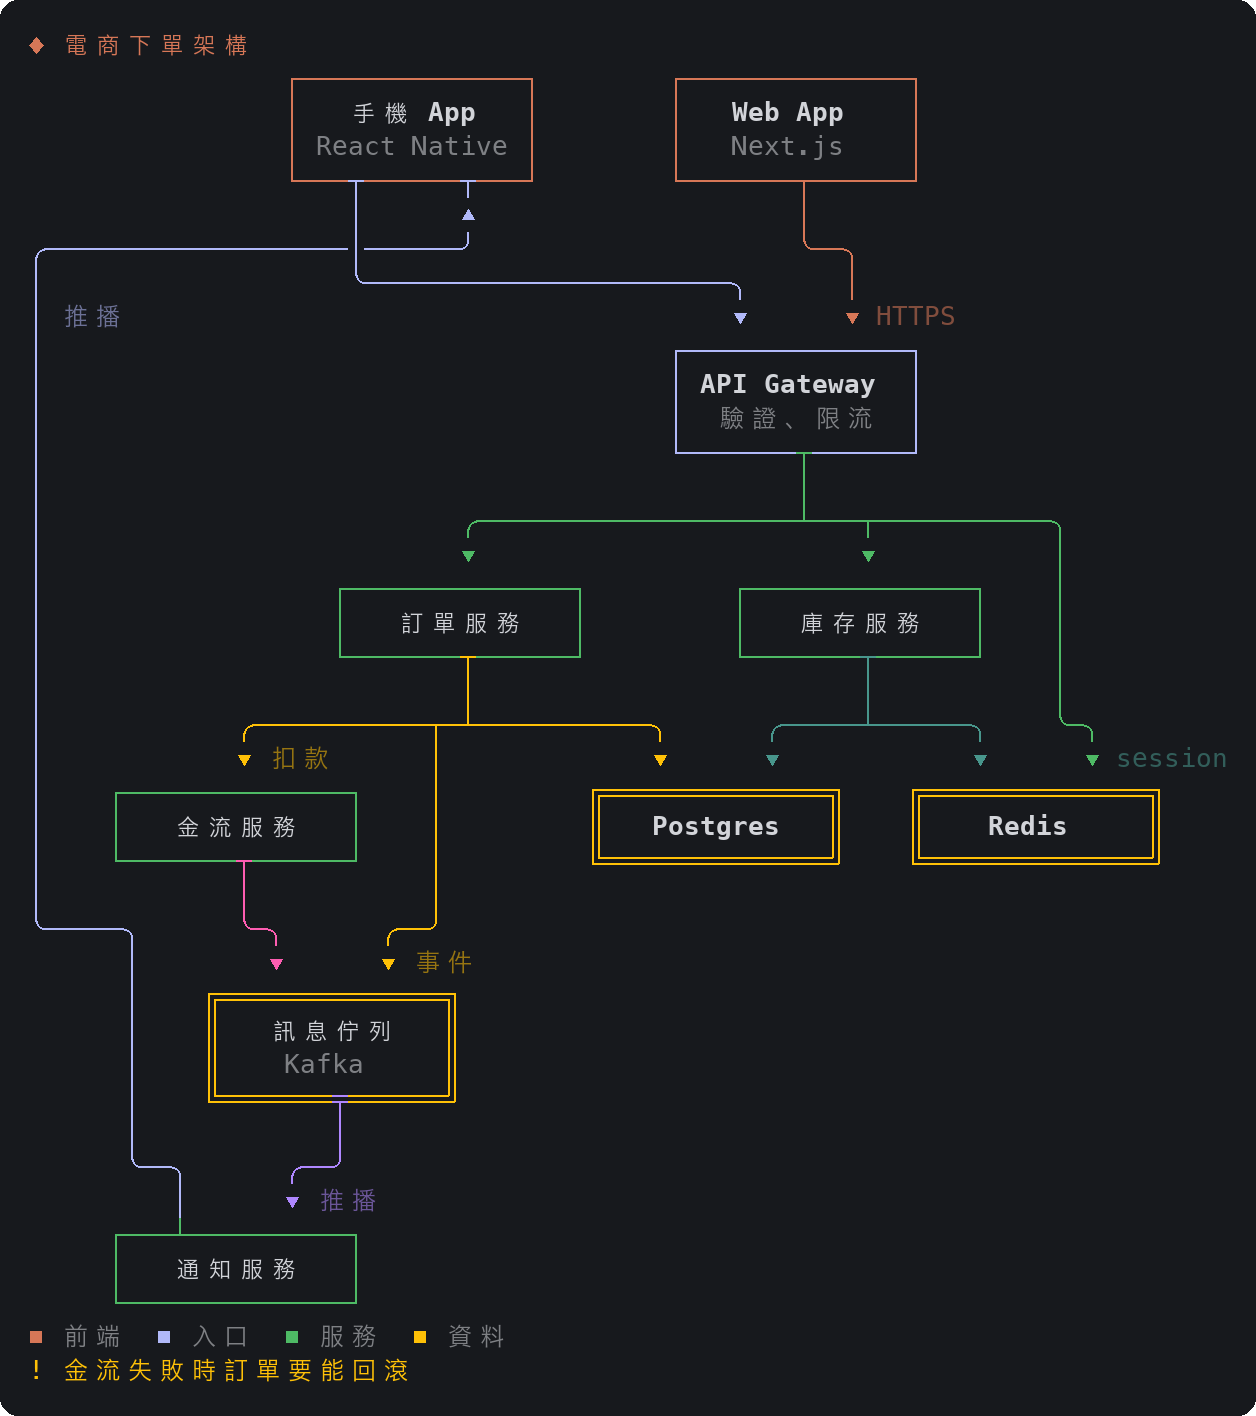 電商下單架構
手機 App
React Native
Web App
Next.js
推播
HTTPS
API Gateway
驗證、限流
訂單服務
庫存服務
扣款
session
金流服務
Postgres
Redis
事件
訊息佇列
Kafka
推播
通知服務
前端 入口 服務 資料
! 金流失敗時訂單要能回滾